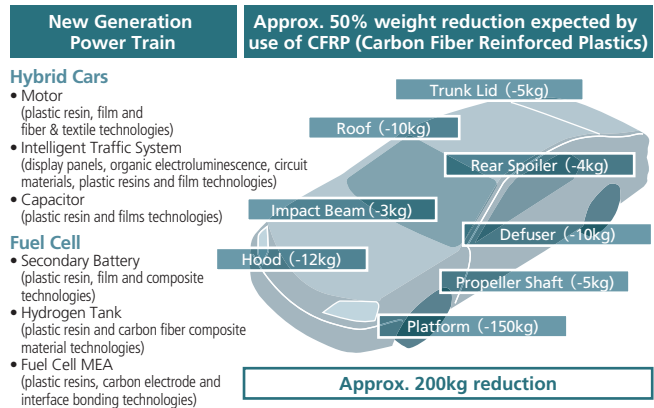 New Generation
Power Train
Approx. 50% weight reduction expected by
use of CFRP (Carbon Fiber Reinforced Plastics)
Hybrid Cars
• Motor
(plastic resin, film and
fiber & textile technologies)
• Intelligent Traffic System
(display panels, organic electroluminescence, circuit
materials, plastic resins and film technologies)
• Capacitor
(plastic resin and films technologies)
Fuel Cell
• Secondary Battery
(plastic resin, film and composite
technologies)
• Hydrogen Tank
(plastic resin and carbon fiber composite
material technologies)
• Fuel Cell MEA
(plastic resins, carbon electrode and
interface bonding technologies)
Trunk Lid (-5kg)
Roof (-10kg)
Rear Spoiler (-4kg)
Impact Beam (-3kg)
Defuser (-10kg)
Hood (-12kg)
Propeller Shaft (-5kg)
Platform (-150kg)
Approx. 200kg reduction